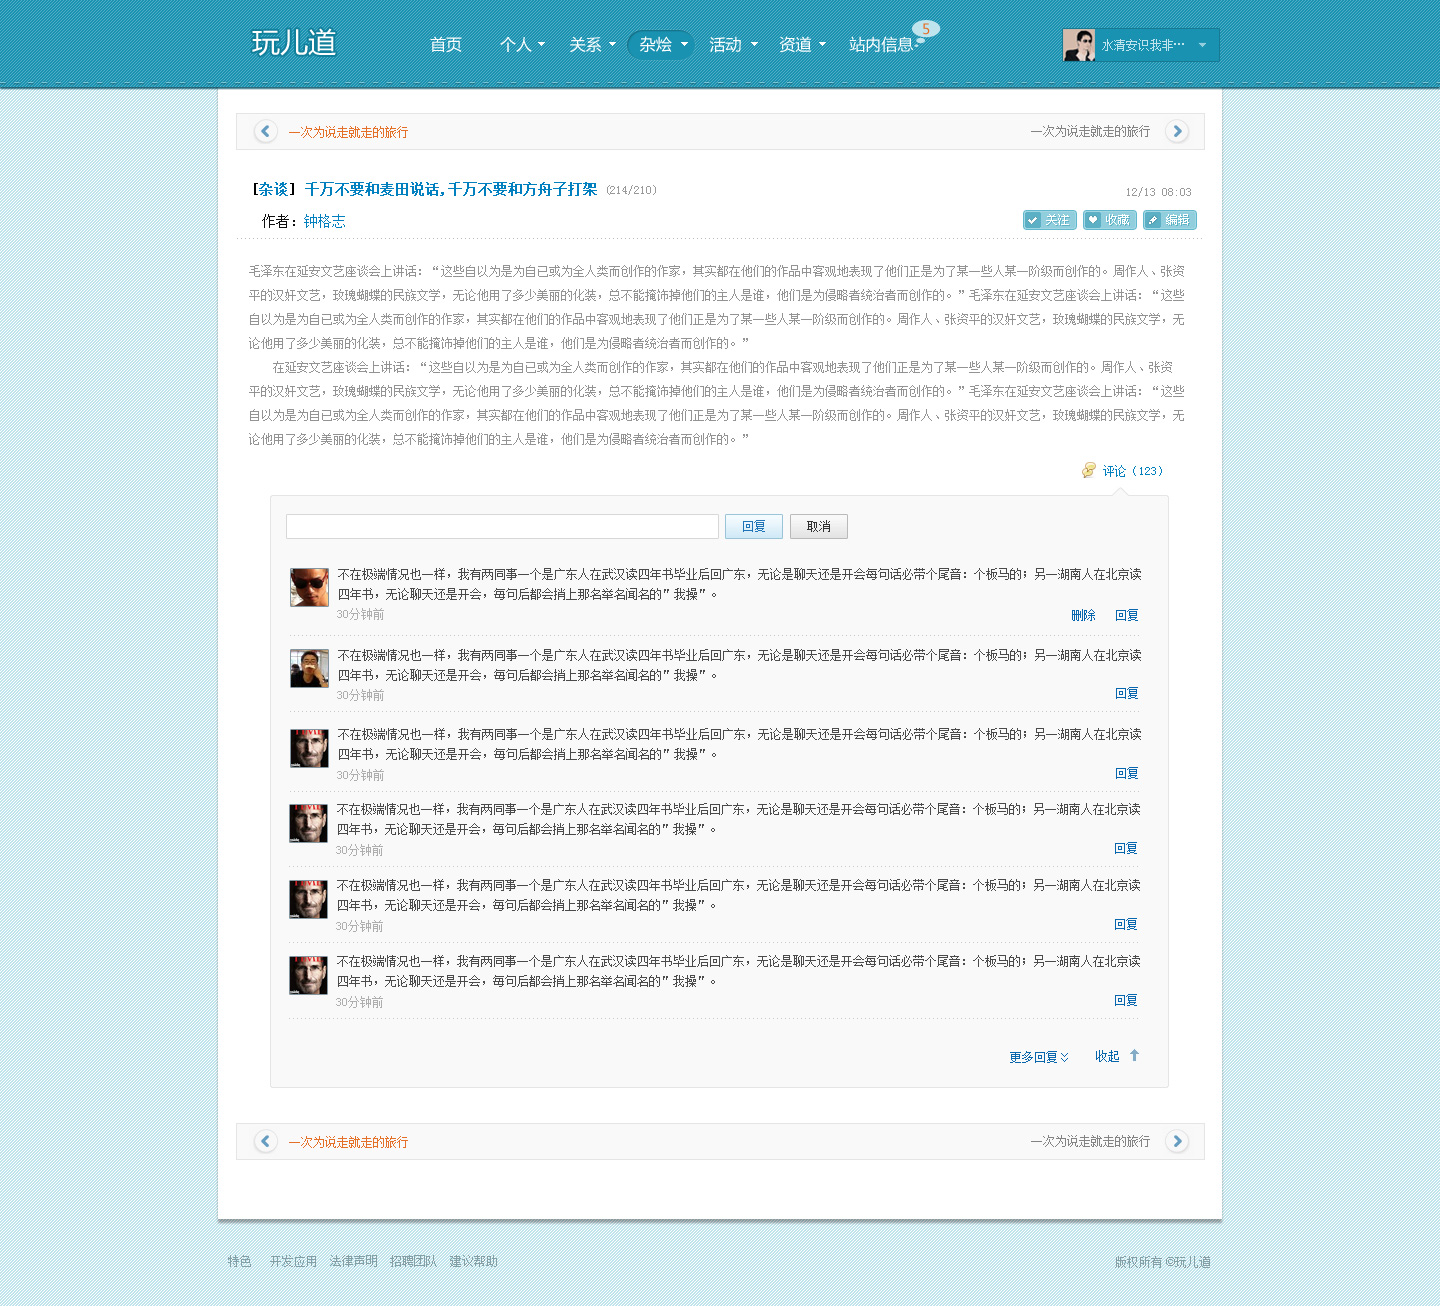 玩儿道
首页 个人 关系 杂烩 活动 资道 站内信息 5
水清安识我非…
一次为说走就走的旅行 一次为说走就走的旅行
[杂谈] 千万不要和麦田说话,千万不要和方舟子打架 (214/210) 12/13 08:03
作者：钟格志 关注 收藏 编辑
毛泽东在延安文艺座谈会上讲话：“这些自以为是为自已或为全人类而创作的作家，其实都在他们的作品中客观地表现了他们正是为了某一些人某一阶级而创作的。周作人、张资
平的汉奸文艺，玫瑰蝴蝶的民族文学，无论他用了多少美丽的化装，总不能掩饰掉他们的主人是谁，他们是为侵略者统治者而创作的。”毛泽东在延安文艺座谈会上讲话：“这些
自以为是为自已或为全人类而创作的作家，其实都在他们的作品中客观地表现了他们正是为了某一些人某一阶级而创作的。周作人、张资平的汉奸文艺，玫瑰蝴蝶的民族文学，无
论他用了多少美丽的化装，总不能掩饰掉他们的主人是谁，他们是为侵略者统治者而创作的。”
在延安文艺座谈会上讲话：“这些自以为是为自已或为全人类而创作的作家，其实都在他们的作品中客观地表现了他们正是为了某一些人某一阶级而创作的。周作人、张资
平的汉奸文艺，玫瑰蝴蝶的民族文学，无论他用了多少美丽的化装，总不能掩饰掉他们的主人是谁，他们是为侵略者统治者而创作的。”毛泽东在延安文艺座谈会上讲话：“这些
自以为是为自已或为全人类而创作的作家，其实都在他们的作品中客观地表现了他们正是为了某一些人某一阶级而创作的。周作人、张资平的汉奸文艺，玫瑰蝴蝶的民族文学，无
论他用了多少美丽的化装，总不能掩饰掉他们的主人是谁，他们是为侵略者统治者而创作的。”
评论（123）
回复 取消
不在极端情况也一样，我有两同事一个是广东人在武汉读四年书毕业后回广东，无论是聊天还是开会每句话必带个尾音：个板马的；另一湖南人在北京读
四年书，无论聊天还是开会，每句后都会捎上那名举名闻名的”我操”。
30分钟前 删除 回复
不在极端情况也一样，我有两同事一个是广东人在武汉读四年书毕业后回广东，无论是聊天还是开会每句话必带个尾音：个板马的；另一湖南人在北京读
四年书，无论聊天还是开会，每句后都会捎上那名举名闻名的”我操”。
30分钟前 回复
不在极端情况也一样，我有两同事一个是广东人在武汉读四年书毕业后回广东，无论是聊天还是开会每句话必带个尾音：个板马的；另一湖南人在北京读
四年书，无论聊天还是开会，每句后都会捎上那名举名闻名的”我操”。
30分钟前 回复
不在极端情况也一样，我有两同事一个是广东人在武汉读四年书毕业后回广东，无论是聊天还是开会每句话必带个尾音：个板马的；另一湖南人在北京读
四年书，无论聊天还是开会，每句后都会捎上那名举名闻名的”我操”。
30分钟前 回复
不在极端情况也一样，我有两同事一个是广东人在武汉读四年书毕业后回广东，无论是聊天还是开会每句话必带个尾音：个板马的；另一湖南人在北京读
四年书，无论聊天还是开会，每句后都会捎上那名举名闻名的”我操”。
30分钟前 回复
不在极端情况也一样，我有两同事一个是广东人在武汉读四年书毕业后回广东，无论是聊天还是开会每句话必带个尾音：个板马的；另一湖南人在北京读
四年书，无论聊天还是开会，每句后都会捎上那名举名闻名的”我操”。
30分钟前 回复
更多回复 收起
一次为说走就走的旅行 一次为说走就走的旅行
特色 开发应用 法律声明 招聘团队 建议帮助 版权所有 ©玩儿道